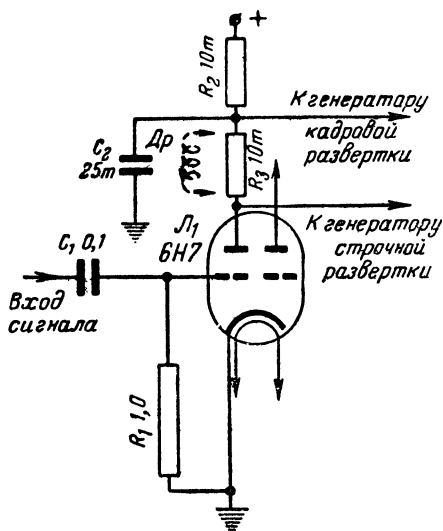 +
R₂ 10т
К генератору
кадровой
развертки
C₂
25т
Др
R₃ 10т
К генератору
строчной
развертки
Л₁
6Н7
C₁ 0,1
Вход
сигнала
R₁ 1,0